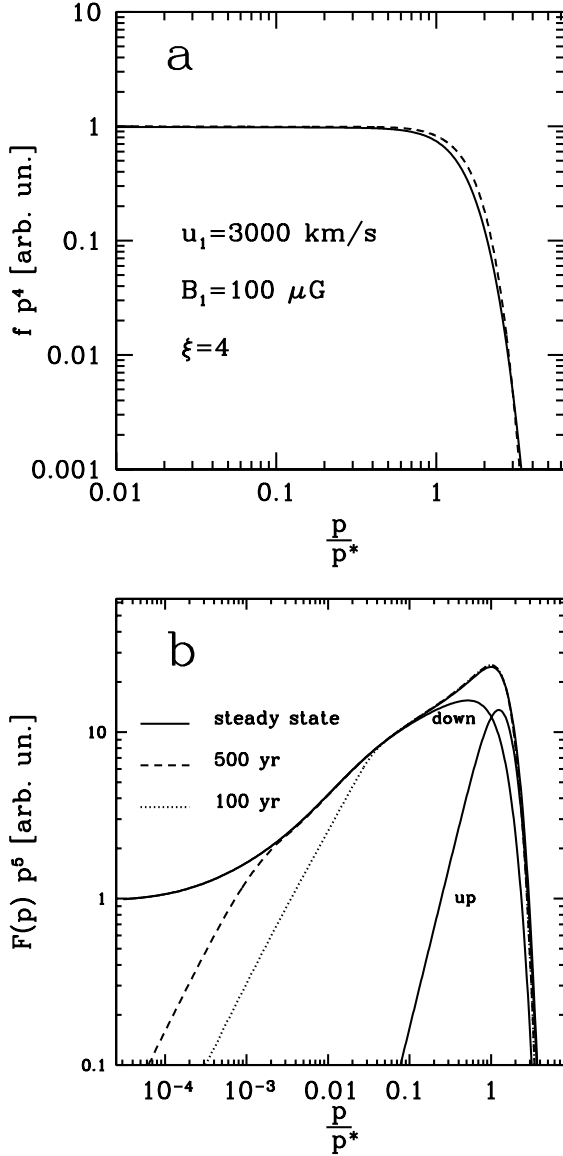 10
a
1
f p⁴ [arb. un.]
u₁=3000 km/s
0.1
B₁=100 μG
ξ=4
0.01
0.001
0.01
0.1
1
p
p*
b
steady state
500 yr
100 yr
down
10
F(p) p⁵ [arb. un.]
1
up
0.1
10⁻⁴
10⁻³
0.01
0.1
1
p
p*